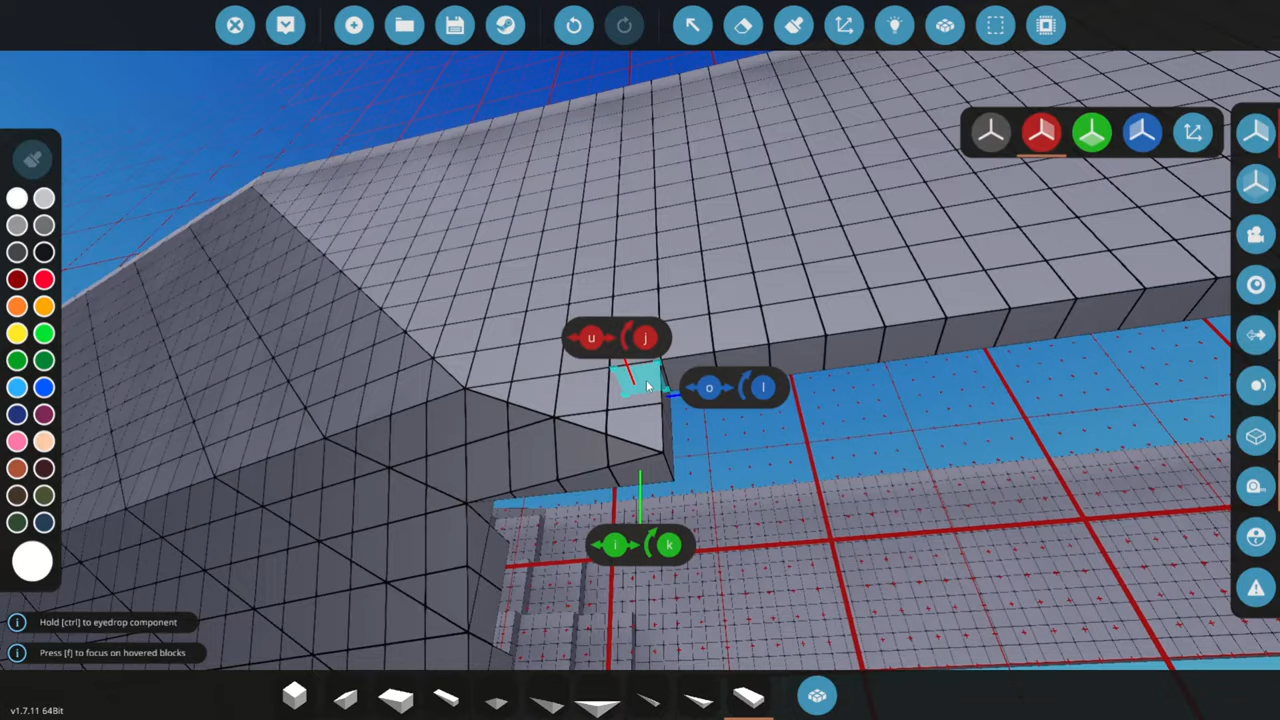 u j
o l
i k
Hold [ctrl] to eyedrop component
Press [f] to focus on hovered blocks
v1.7.11 64Bit